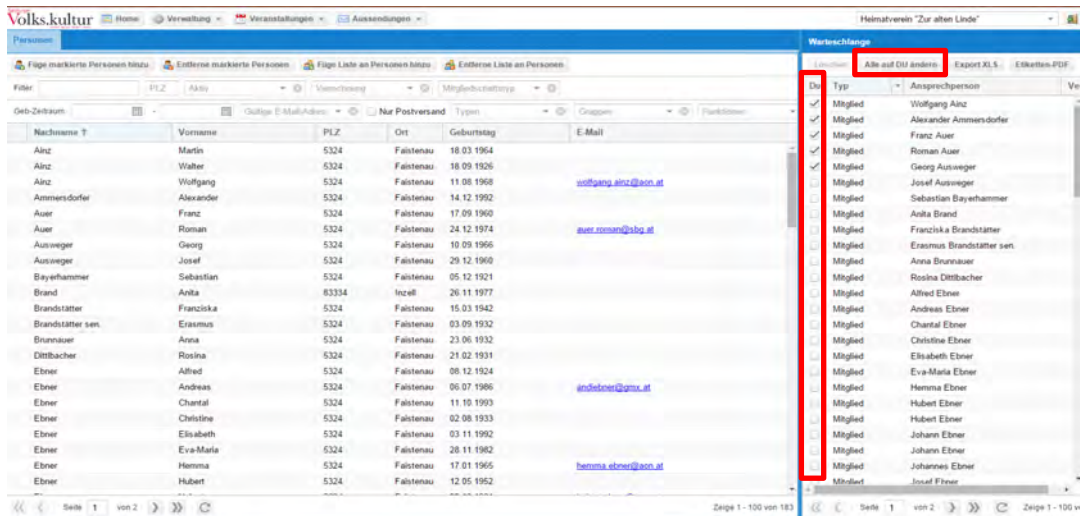 Volks.kultur Home Verwaltung Veranstaltungen Aussendungen Heimatverein "Zur alten Linde"
Personen Warteschlange
Füge markierte Personen hinzu Entferne markierte Personen Füge Liste an Personen hinzu Entferne Liste an Personen Löschen Alle auf DU ändern Export XLS Etiketten-PDF
Filter PLZ Aktiv Verrechnung Mitgliedschaftstyp Du Typ Ansprechperson Ve
Geb-Zeitraum: - Gültige E-Mail-Adress Nur Postversand Typen Gruppen Funktionen Mitglied Wolfgang Ainz
Nachname Vorname PLZ Ort Geburtstag E-Mail Mitglied Alexander Ammersdorfer
Ainz Martin 5324 Faistenau 18.03.1964 Mitglied Franz Auer
Ainz Walter 5324 Faistenau 18.09.1926 Mitglied Roman Auer
Ainz Wolfgang 5324 Faistenau 11.08.1968 wolfgang.ainz@aon.at Mitglied Georg Ausweger
Ammersdorfer Alexander 5324 Faistenau 14.12.1992 Mitglied Josef Ausweger
Auer Franz 5324 Faistenau 17.09.1960 Mitglied Sebastian Bayerhammer
Auer Roman 5324 Faistenau 24.12.1974 auer.roman@sbg.at Mitglied Anita Brand
Ausweger Georg 5324 Faistenau 10.09.1966 Mitglied Franziska Brandstätter
Ausweger Josef 5324 Faistenau 29.12.1960 Mitglied Erasmus Brandstätter sen.
Bayerhammer Sebastian 5324 Faistenau 05.12.1921 Mitglied Anna Brunnauer
Brand Anita 83334 Inzell 26.11.1977 Mitglied Rosina Dittlbacher
Brandstätter Franziska 5324 Faistenau 15.03.1942 Mitglied Alfred Ebner
Brandstätter sen. Erasmus 5324 Faistenau 03.09.1932 Mitglied Andreas Ebner
Brunnauer Anna 5324 Faistenau 23.06.1932 Mitglied Chantal Ebner
Dittlbacher Rosina 5324 Faistenau 21.02.1931 Mitglied Christine Ebner
Ebner Alfred 5324 Faistenau 08.12.1924 Mitglied Elisabeth Ebner
Ebner Andreas 5324 Faistenau 06.07.1986 andiebner@gmx.at Mitglied Eva-Maria Ebner
Ebner Chantal 5324 Faistenau 11.10.1993 Mitglied Hemma Ebner
Ebner Christine 5324 Faistenau 02.08.1933 Mitglied Hubert Ebner
Ebner Elisabeth 5324 Faistenau 03.11.1992 Mitglied Hubert Ebner
Ebner Eva-Maria 5324 Faistenau 28.11.1982 Mitglied Johann Ebner
Ebner Hemma 5324 Faistenau 17.01.1965 hemma.ebner@aon.at Mitglied Johann Ebner
Ebner Hubert 5324 Faistenau 12.05.1952 Mitglied Johannes Ebner
Mitglied Josef Ebner
Seite 1 von 2 Zeige 1 - 100 von 183 Seite 1 von 2 Zeige 1 - 100 v